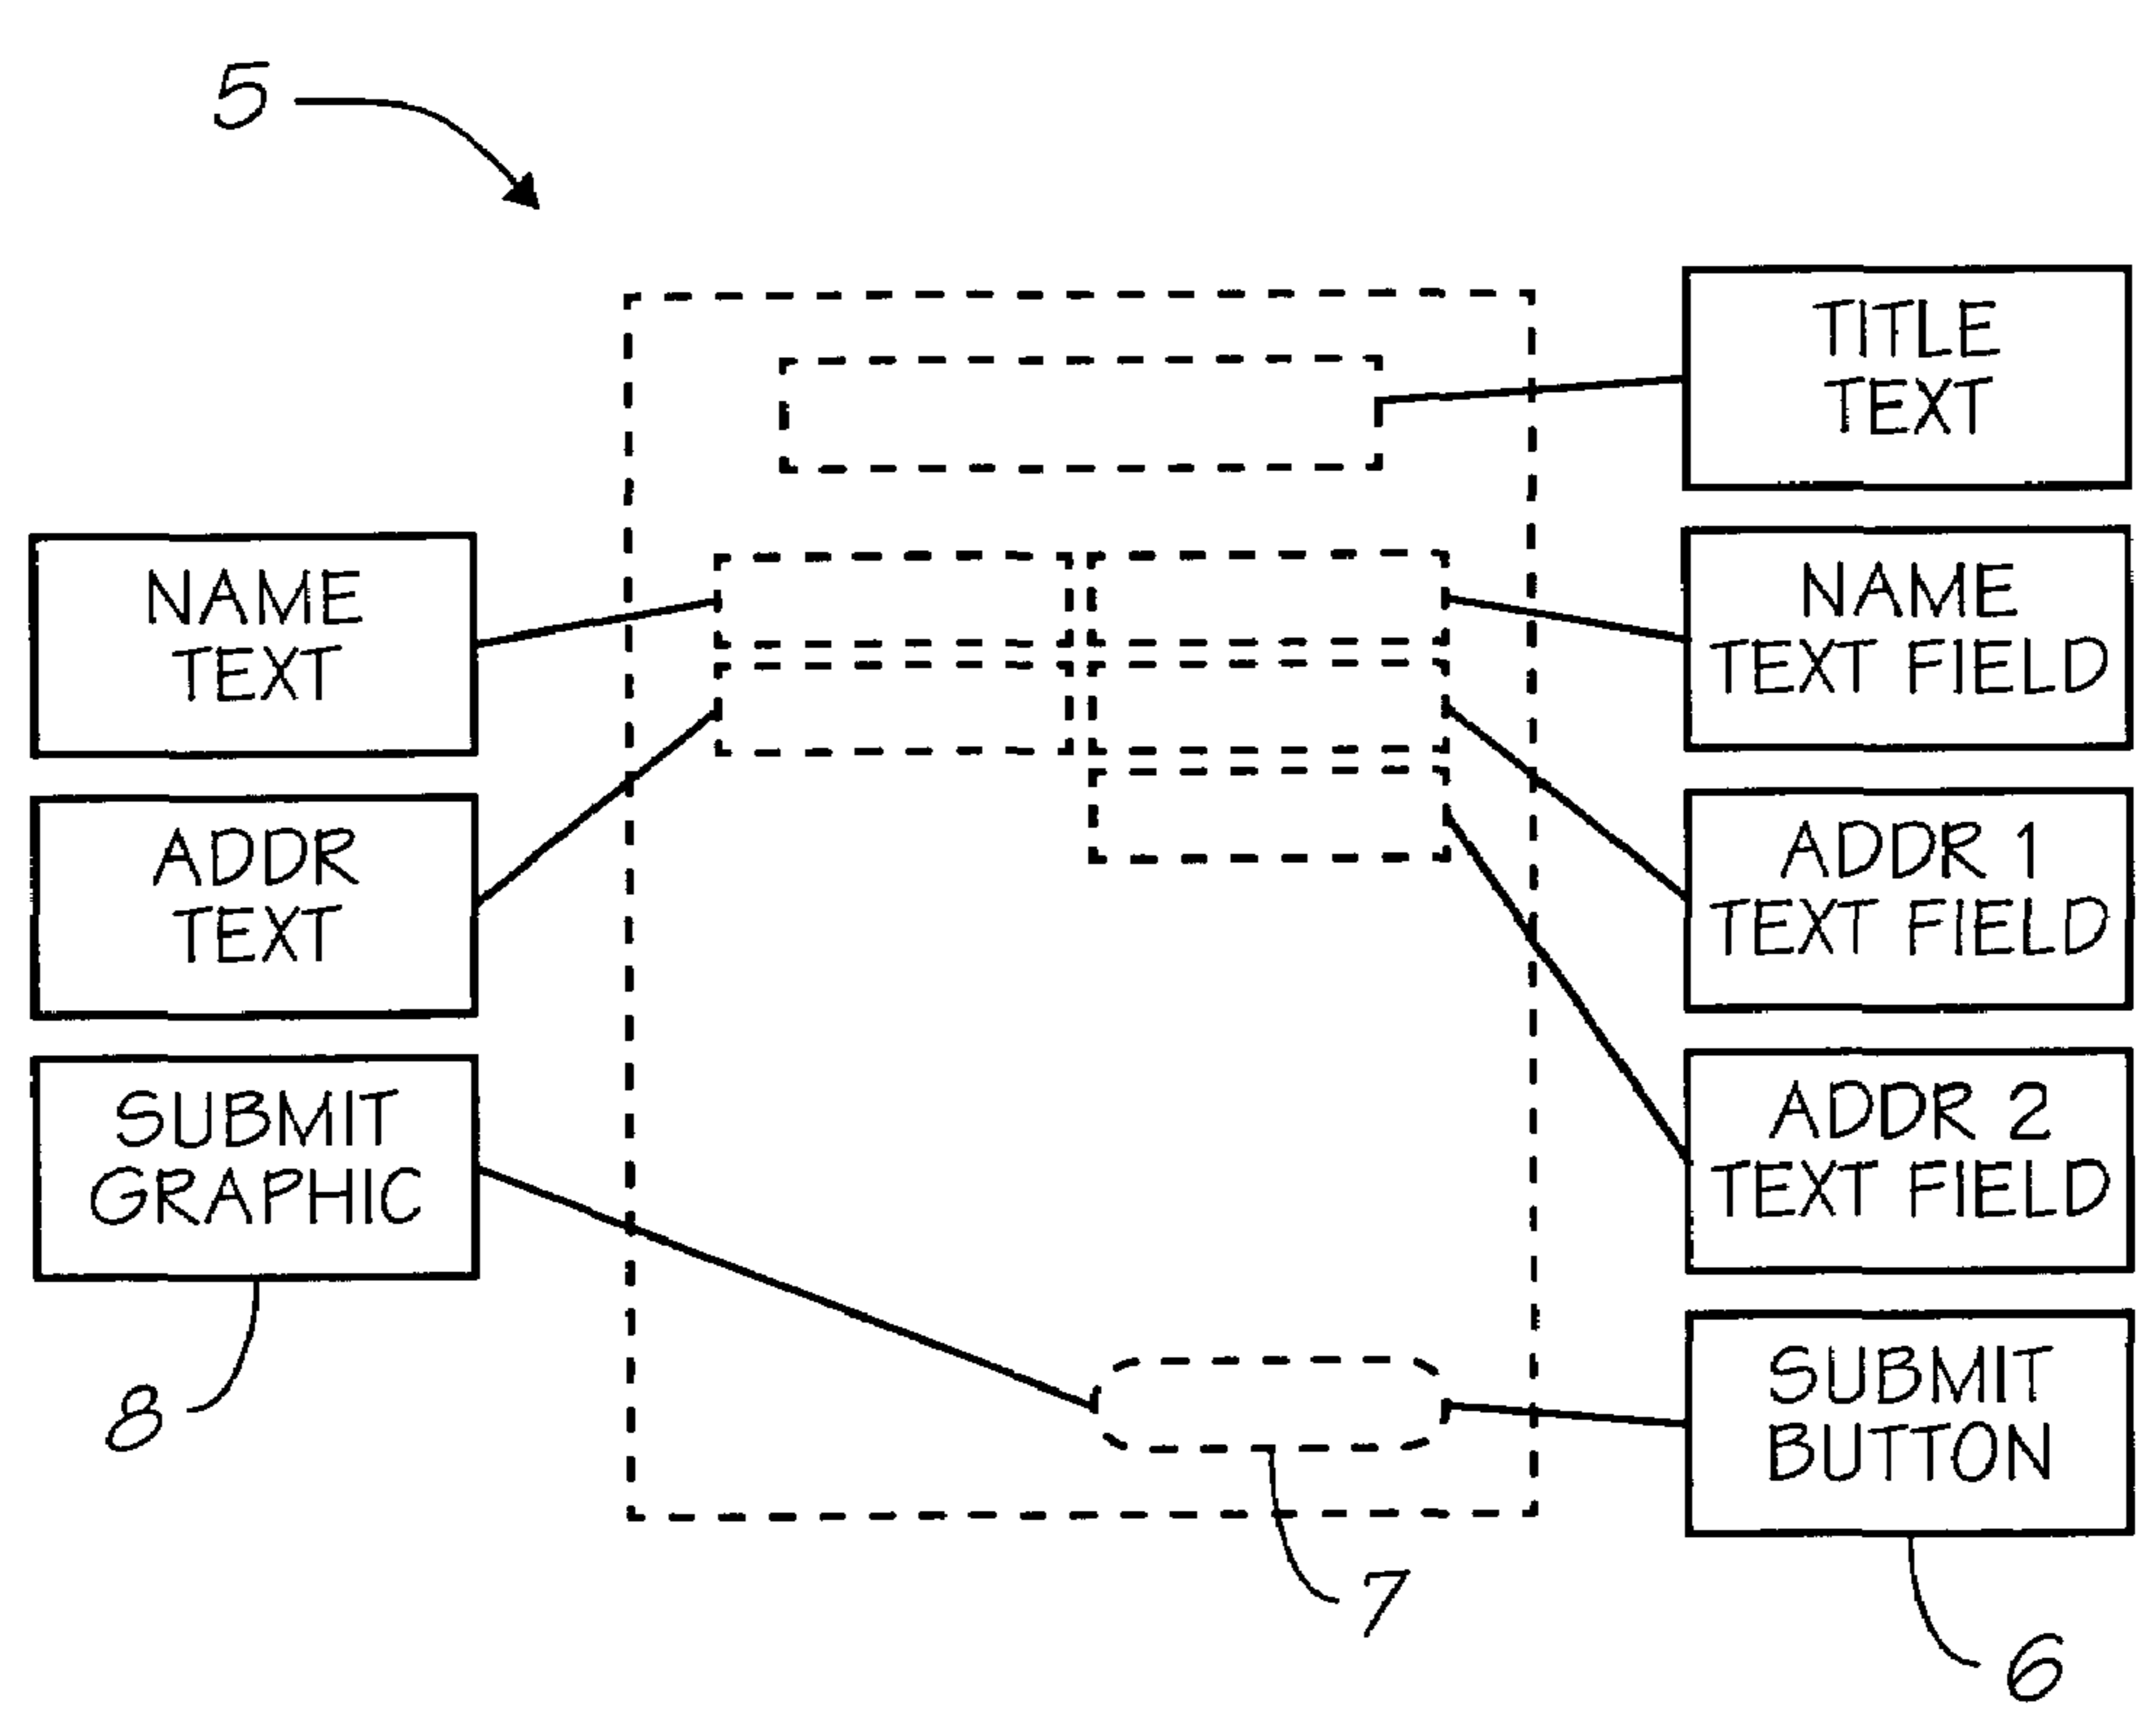 5
TITLE
TEXT
NAME
TEXT
NAME
TEXT FIELD
ADDR
TEXT
ADDR 1
TEXT FIELD
SUBMIT
GRAPHIC
ADDR 2
TEXT FIELD
8
SUBMIT
BUTTON
7
6